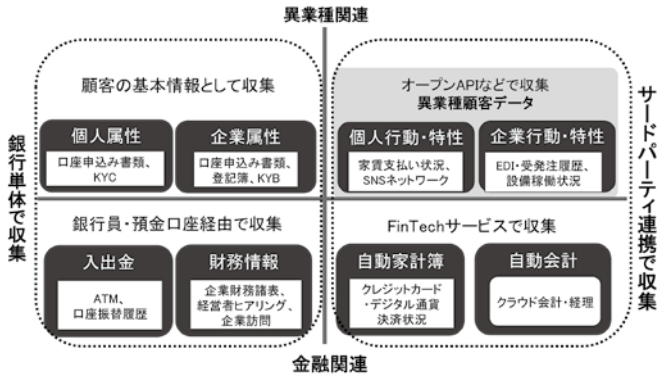 異業種関連
銀行単体で収集
サードパーティ連携で収集
顧客の基本情報として収集
個人属性
口座申込み書類、
KYC
企業属性
口座申込み書類、
登記簿、KYB
オープンAPIなどで収集
異業種顧客データ
個人行動・特性
家賃支払い状況、
SNSネットワーク
企業行動・特性
EDI・受発注履歴、
設備稼働状況
銀行員・預金口座経由で収集
入出金
ATM、
口座振替履歴
財務情報
企業財務諸表、
経営者ヒアリング、
企業訪問
FinTechサービスで収集
自動家計簿
クレジットカード
・デジタル通貨
決済状況
自動会計
クラウド会計・経理
金融関連